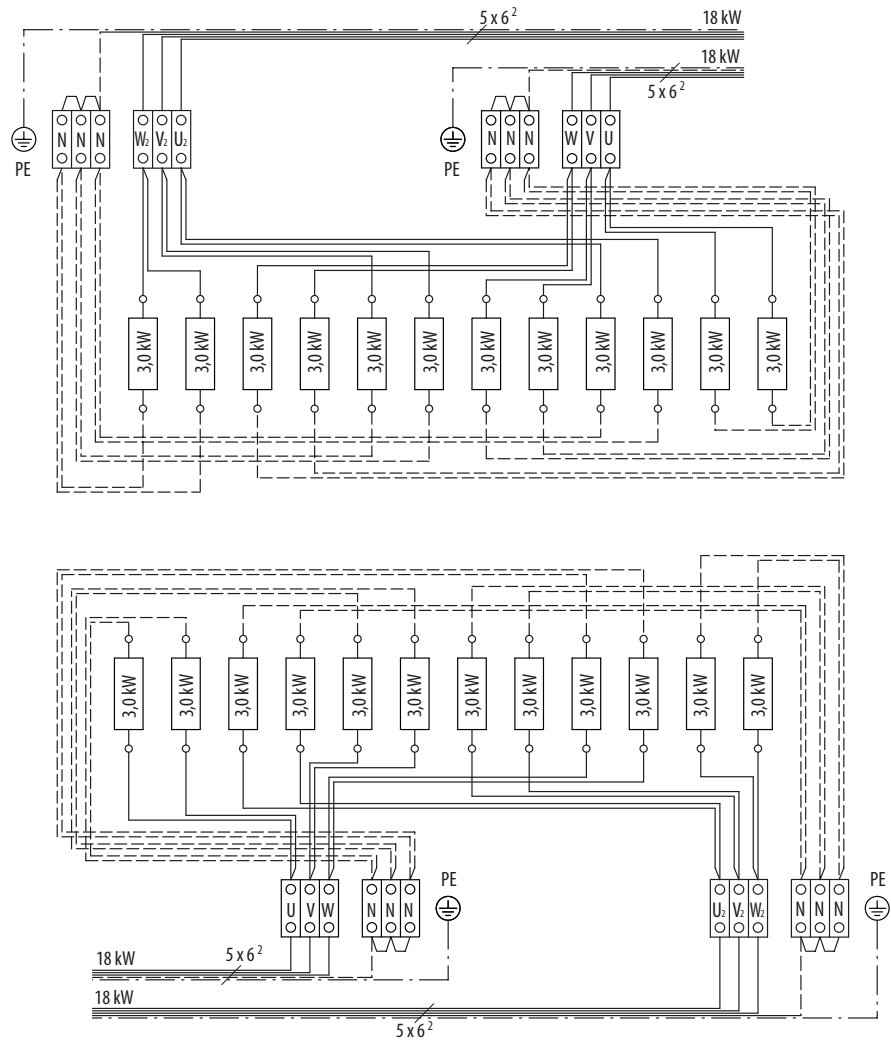 5 x 6² 18 kW
18 kW
5 x 6²
N N N W₂ V₂ U₂ N N N W V U
PE PE
3,0 kW 3,0 kW 3,0 kW 3,0 kW 3,0 kW 3,0 kW 3,0 kW 3,0 kW 3,0 kW 3,0 kW 3,0 kW 3,0 kW
3,0 kW 3,0 kW 3,0 kW 3,0 kW 3,0 kW 3,0 kW 3,0 kW 3,0 kW 3,0 kW 3,0 kW 3,0 kW 3,0 kW
PE PE
U V W N N N U₂ V₂ W₂ N N N
18 kW 5 x 6²
18 kW
5 x 6²